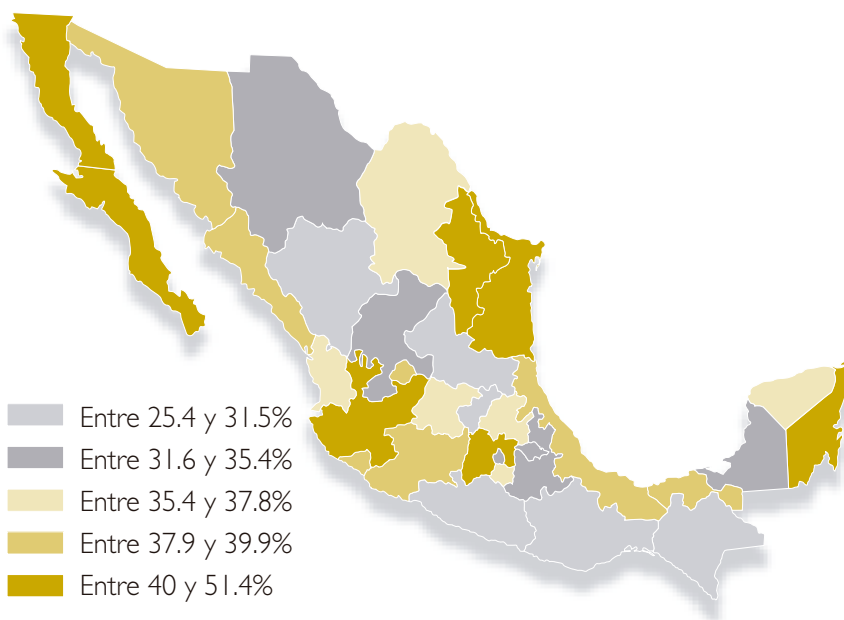 Entre 25.4 y 31.5%
Entre 31.6 y 35.4%
Entre 35.4 y 37.8%
Entre 37.9 y 39.9%
Entre 40 y 51.4%